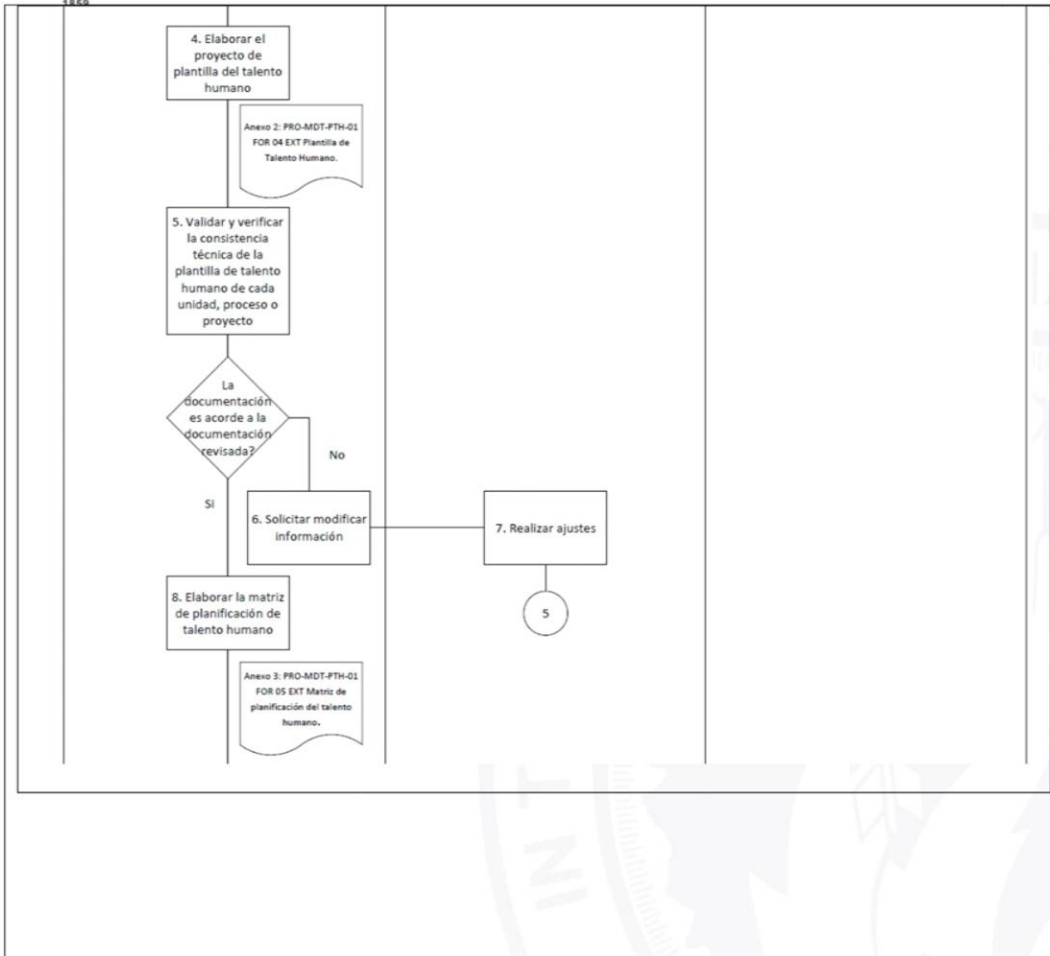 1859
4. Elaborar el
proyecto de
plantilla del talento
humano
Anexo 2: PRO-MDT-PTH-01
FOR 04 EXT Plantilla de
Talento Humano.
5. Validar y verificar
la consistencia
técnica de la
plantilla de talento
humano de cada
unidad, proceso o
proyecto
La
documentación
es acorde a la
documentación
revisada?
No
Si
6. Solicitar modificar
información
7. Realizar ajustes
5
8. Elaborar la matriz
de planificación de
talento humano
Anexo 3: PRO-MDT-PTH-01
FOR 05 EXT Matriz de
planificación del talento
humano.
INT